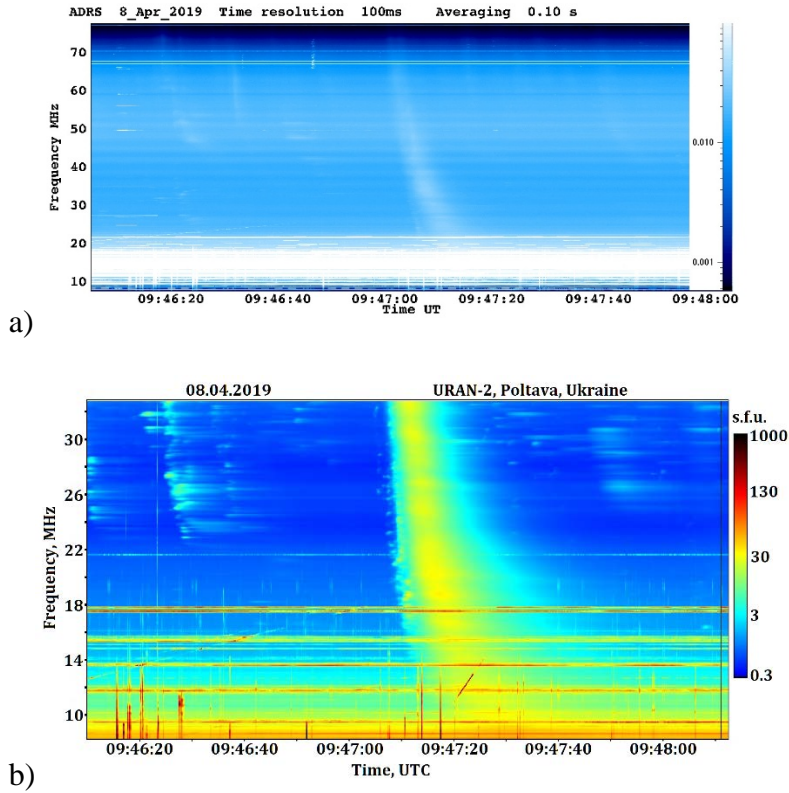 ADRS 8_Apr_2019 Time resolution 100ms Averaging 0.10 s
Frequency MHz
70
60
50
40
30
20
10
0.010
0.001
09:46:20 09:46:40 09:47:00 09:47:20 09:47:40 09:48:00
Time UT
a)
08.04.2019 URAN-2, Poltava, Ukraine
Frequency, MHz
30
26
22
18
14
10
s.f.u.
1000
130
30
3
0.3
09:46:20 09:46:40 09:47:00 09:47:20 09:47:40 09:48:00
Time, UTC
b)